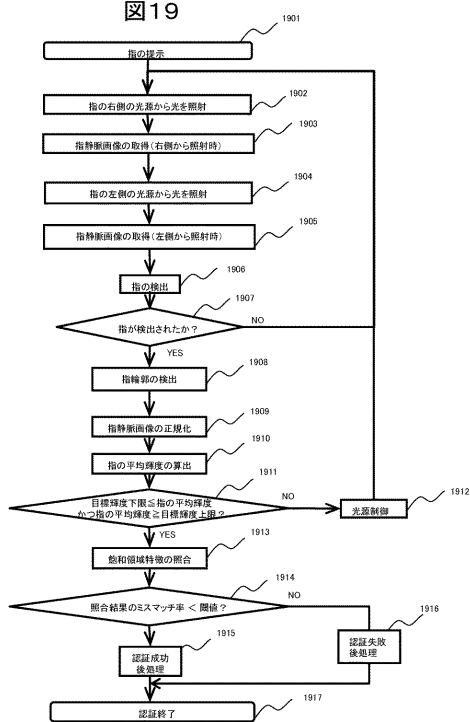 図19
指の提示
1901
指の右側の光源から光を照射
1902
指静脈画像の取得(右側から照射時)
1903
指の左側の光源から光を照射
1904
指静脈画像の取得(左側から照射時)
1905
指の検出
1906
指が検出されたか?
1907
NO
YES
指輪郭の検出
1908
指静脈画像の正規化
1909
指の平均輝度の算出
1910
目標輝度下限≦指の平均輝度
かつ指の平均輝度≧目標輝度上限?
1911
NO
光源制御
1912
YES
飽和領域特徴の照合
1913
照合結果のミスマッチ率 < 閾値?
1914
NO
YES
認証成功
後処理
1915
認証失敗
後処理
1916
認証終了
1917